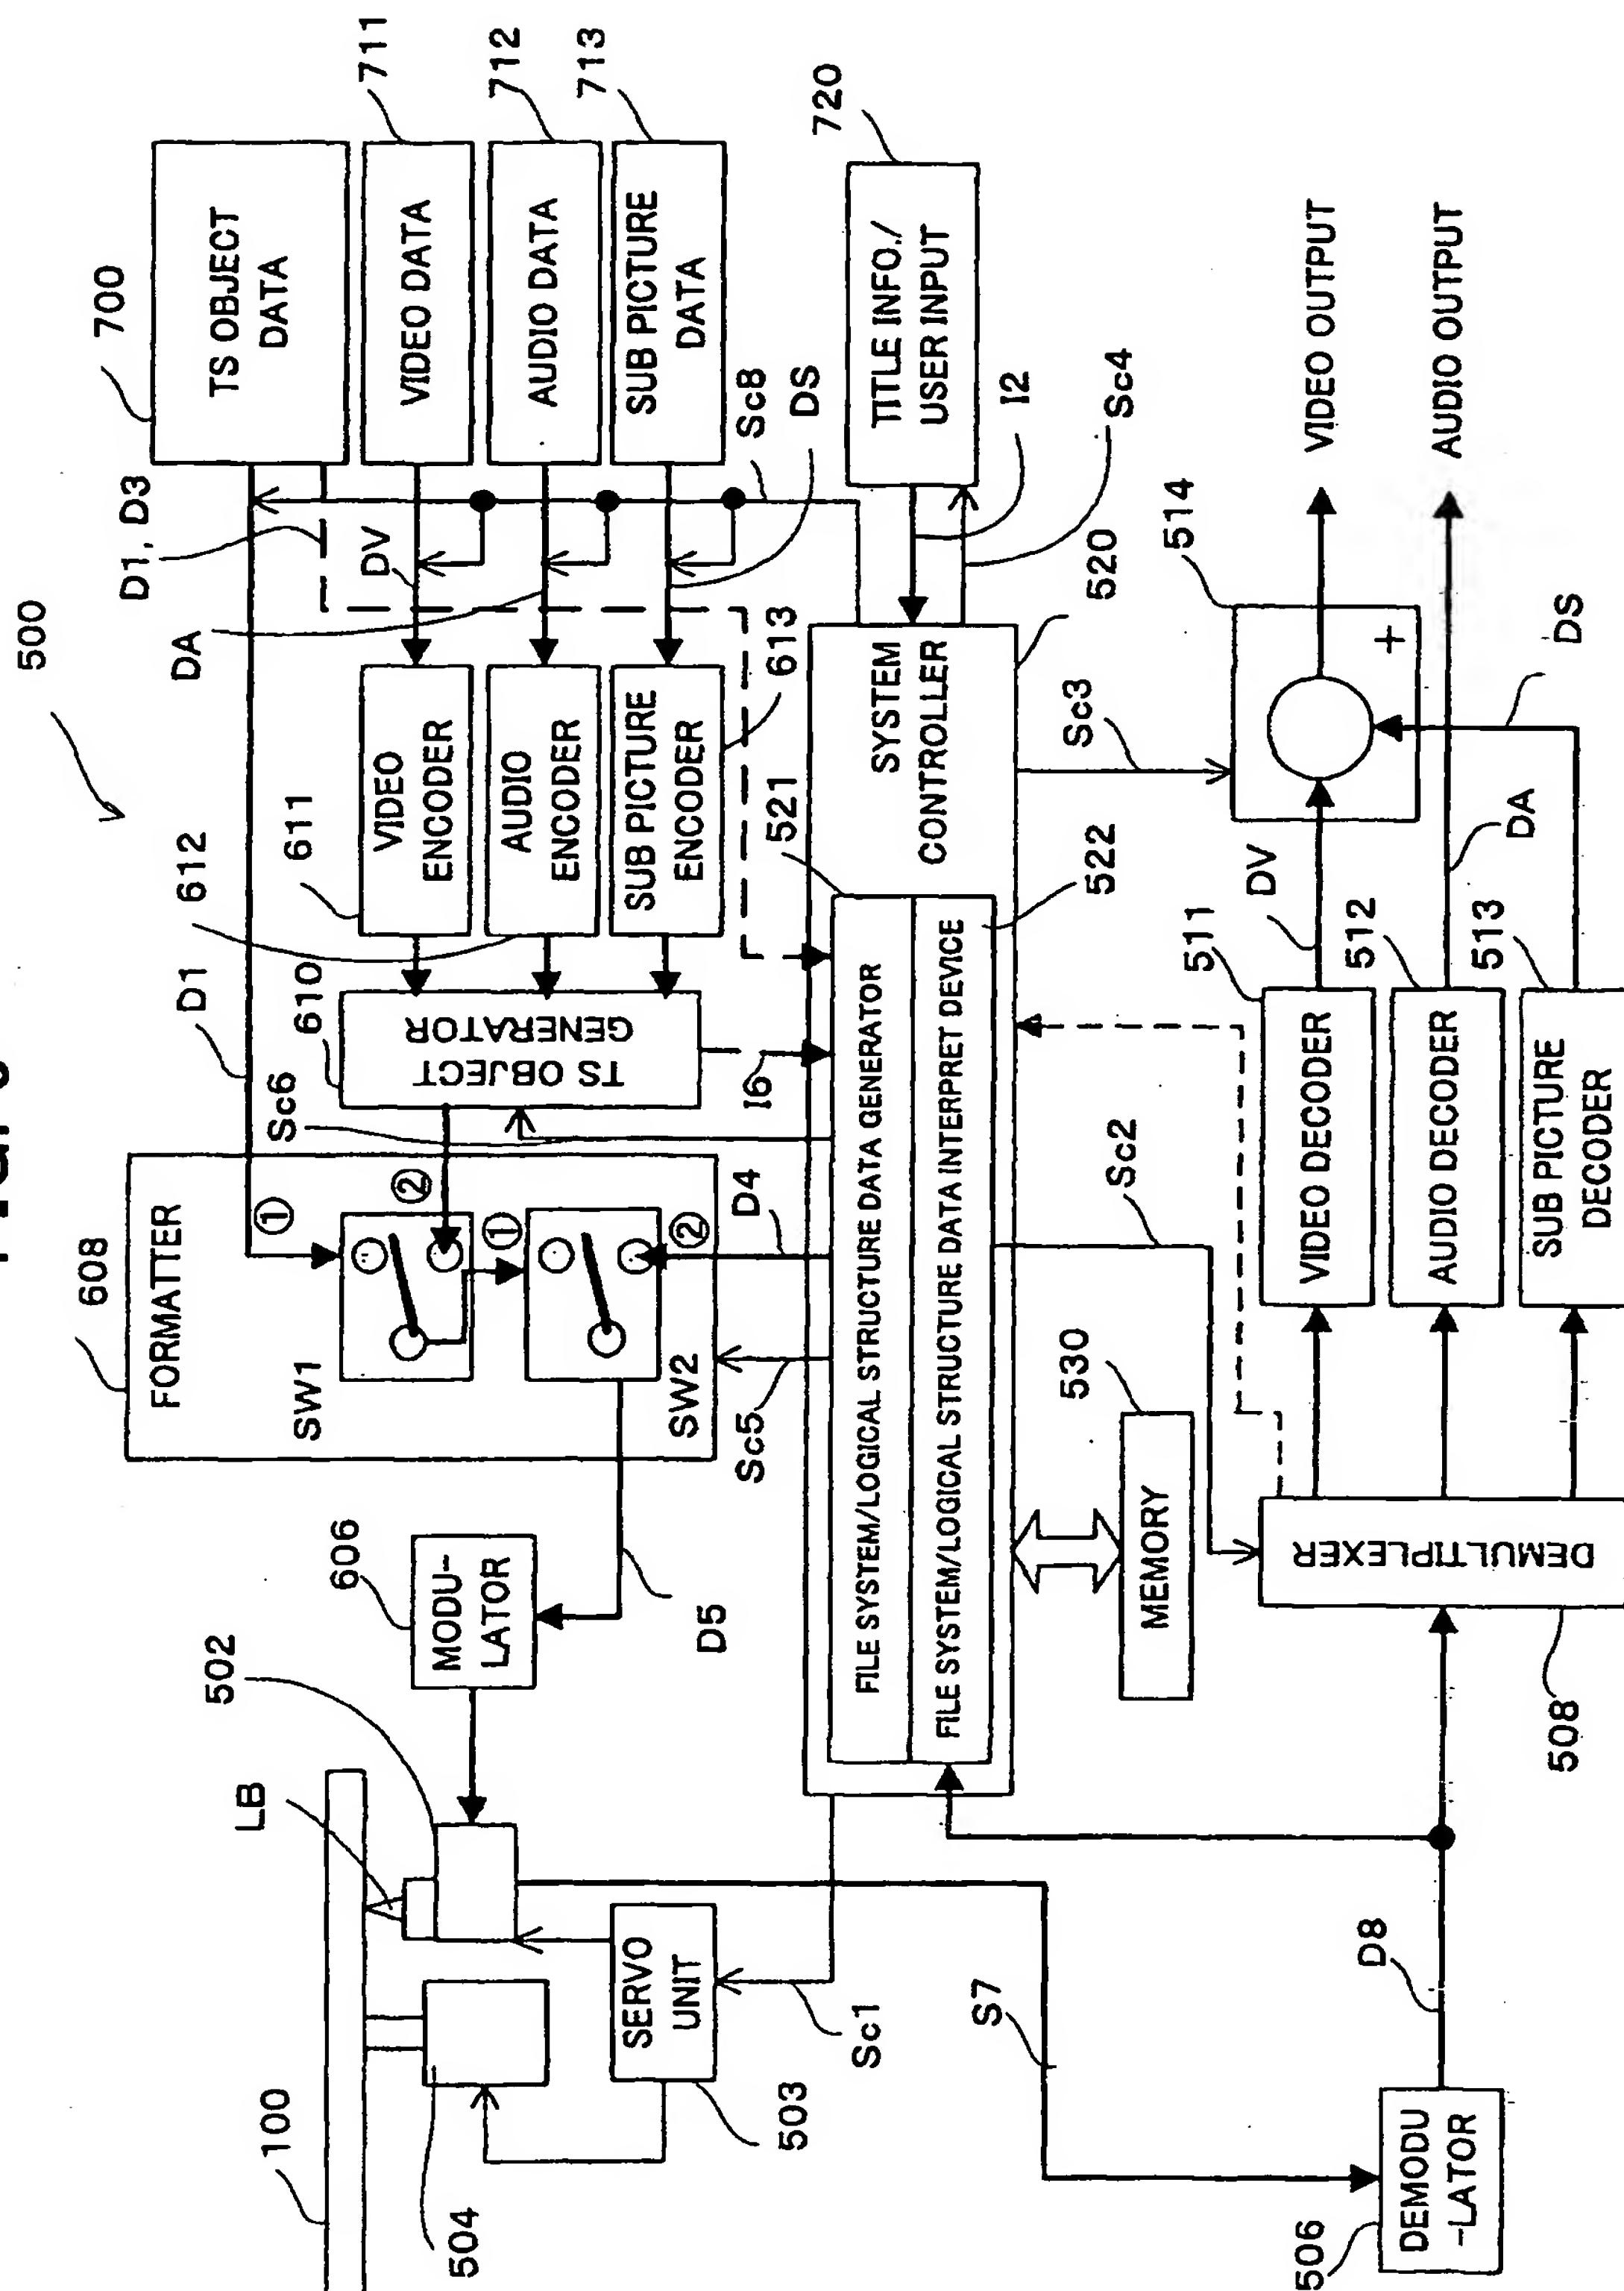 500
100
504
LB
502
503
SERVO
UNIT
Sc1
606
MODU-
LATOR
D5
608
FORMATTER
SW1
SW2
①
②
①
②
Sc5
D4
Sc6
D1
610
TS OBJECT
GENERATOR
I6
612
611
VIDEO
ENCODER
AUDIO
ENCODER
SUB PICTURE
ENCODER
613
DA
DV
D1, D3
DS
Sc8
700
TS OBJECT
DATA
711
VIDEO DATA
712
AUDIO DATA
713
SUB PICTURE
DATA
720
TITLE INFO./
USER INPUT
I2
Sc4
520
SYSTEM
CONTROLLER
521
522
FILE SYSTEM/LOGICAL STRUCTURE DATA GENERATOR
FILE SYSTEM/LOGICAL STRUCTURE DATA INTERPRET DEVICE
530
MEMORY
Sc2
Sc3
S7
506
DEMODU
-LATOR
D8
508
DEMULTIPLEXER
511
VIDEO DECODER
512
AUDIO DECODER
513
SUB PICTURE
DECODER
DV
DA
DS
514
+
VIDEO OUTPUT
AUDIO OUTPUT